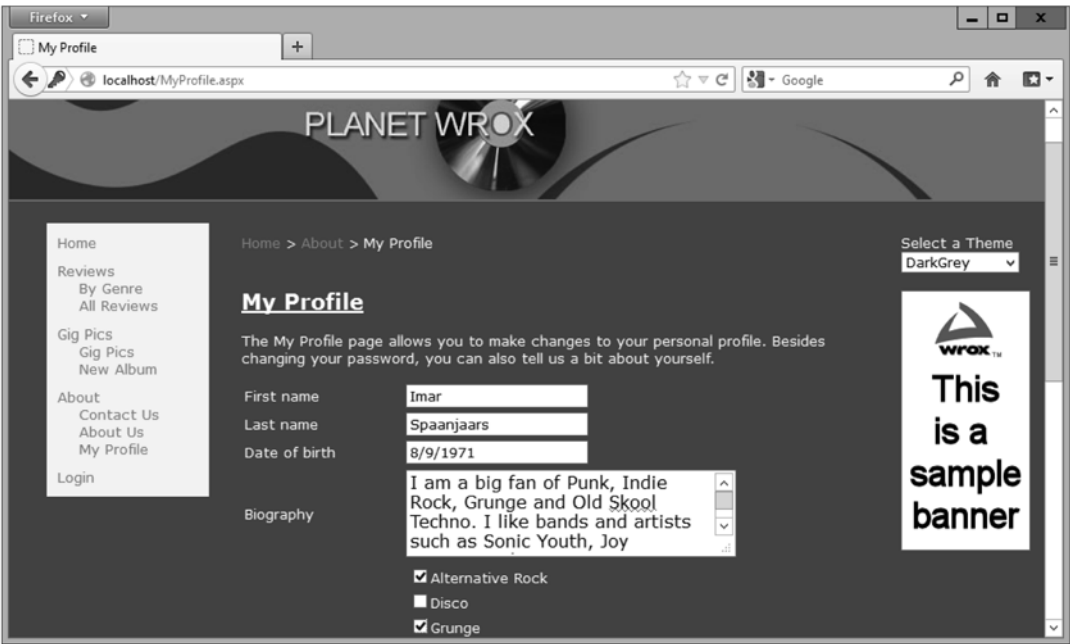 Firefox
My Profile
+
localhost/MyProfile.aspx
Google
PLANET WROX
Home
Reviews
By Genre
All Reviews
Gig Pics
Gig Pics
New Album
About
Contact Us
About Us
My Profile
Login
Home > About > My Profile
My Profile
The My Profile page allows you to make changes to your personal profile. Besides
changing your password, you can also tell us a bit about yourself.
First name Imar
Last name Spaanjaars
Date of birth 8/9/1971
Biography
I am a big fan of Punk, Indie
Rock, Grunge and Old Skool
Techno. I like bands and artists
such as Sonic Youth, Joy
Alternative Rock
Disco
Grunge
Select a Theme
DarkGrey
wrox TM
This
is a
sample
banner